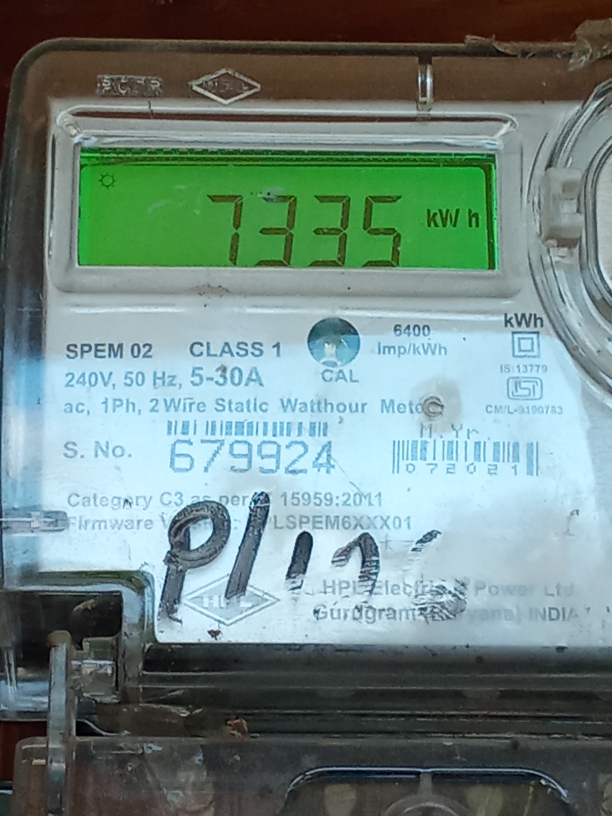 7335 kWh
6400 kWh
SPEM 02 CLASS 1 Imp/kWh
240V, 50 Hz, 5-30A CAL IS:13779
ac, 1Ph, 2 Wire Static Watthour Meter
M.Yr.
S. No. 679924 072021
Category C3 as per 15959:2011
Firmware
HPL Electric Power Ltd.
HPL Gurugram INDIA